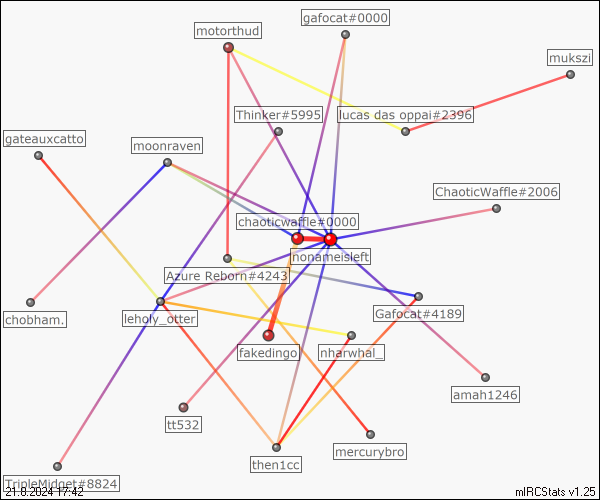 gafocat#0000
motorthud
mukszi
Thinker#5995
lucas das oppai#2396
gateauxcatto
moonraven
ChaoticWaffle#2006
chaoticwaffle#0000
nonameisleft
Azure Reborn#4243
chobham.
leholy_otter
Gafocat#4189
fakedingo
nharwhal_
amah1246
tt532
mercurybro
then1cc
TripleMidget#8824
21.8.2024 17:42
mIRCStats v1.25